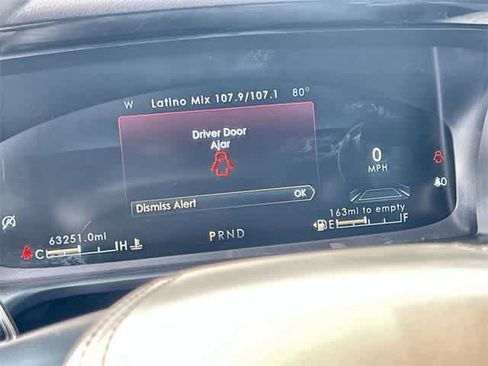 W Latino Mix 107.9/107.1 80°
Driver Door
Ajar
Dismiss Alert OK
0
MPH
63251.0mi
C H
PRND
163mi to empty
E F